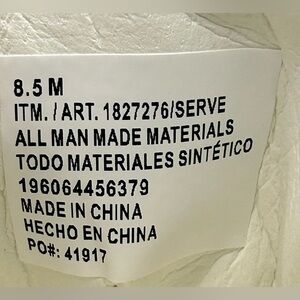 8.5 M
ITM. / ART. 1827276/SERVE
ALL MAN MADE MATERIALS
TODO MATERIALES SINTÉTICO
196064456379
MADE IN CHINA
HECHO EN CHINA
PO#: 41917